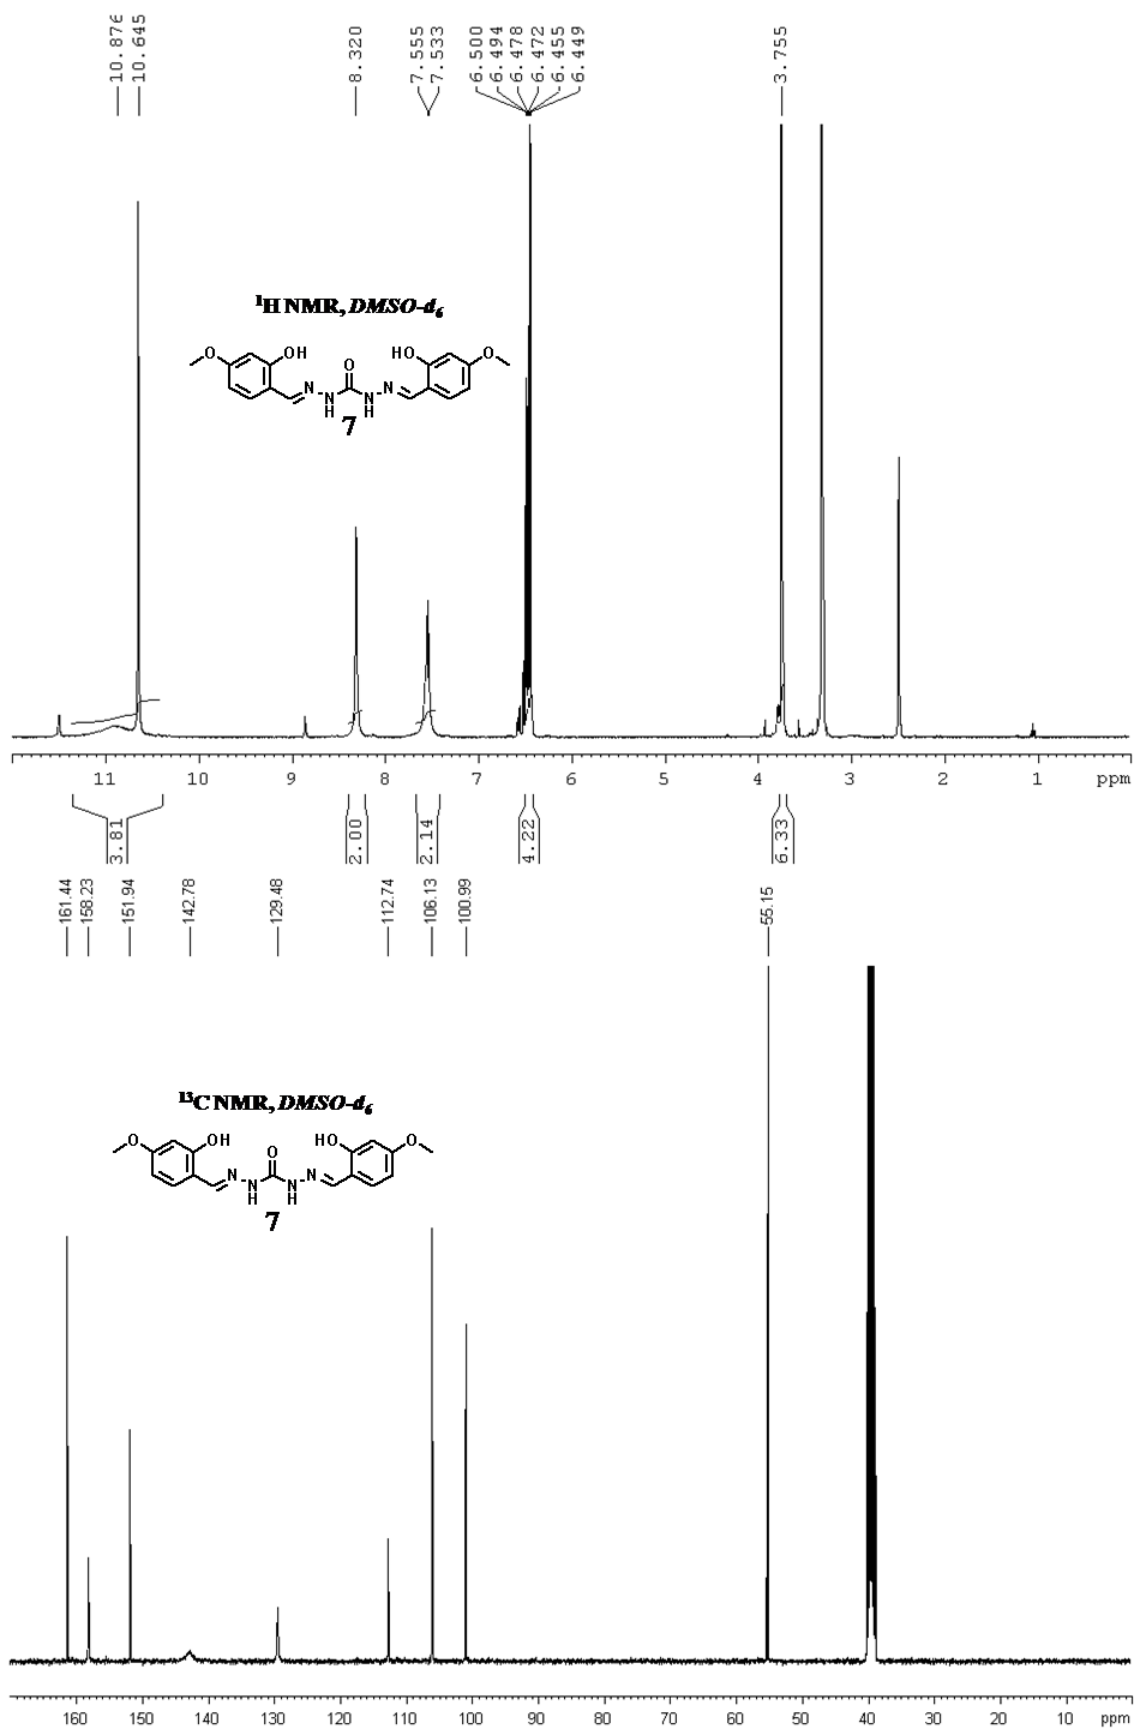 10.876
10.645
8.320
7.555
7.533
6.500
6.494
6.478
6.472
6.455
6.449
3.755
¹H NMR, DMSO-d₆
O OH O HO O
N N N N
H H
7
11 10 9 8 7 6 5 4 3 2 1 ppm
3.81
2.00
2.14
4.22
6.33
161.44
158.23
151.94
142.78
129.48
112.74
106.13
100.99
55.15
¹³C NMR, DMSO-d₆
O OH O HO O
N N N N
H H
7
160 150 140 130 120 110 100 90 80 70 60 50 40 30 20 10 ppm